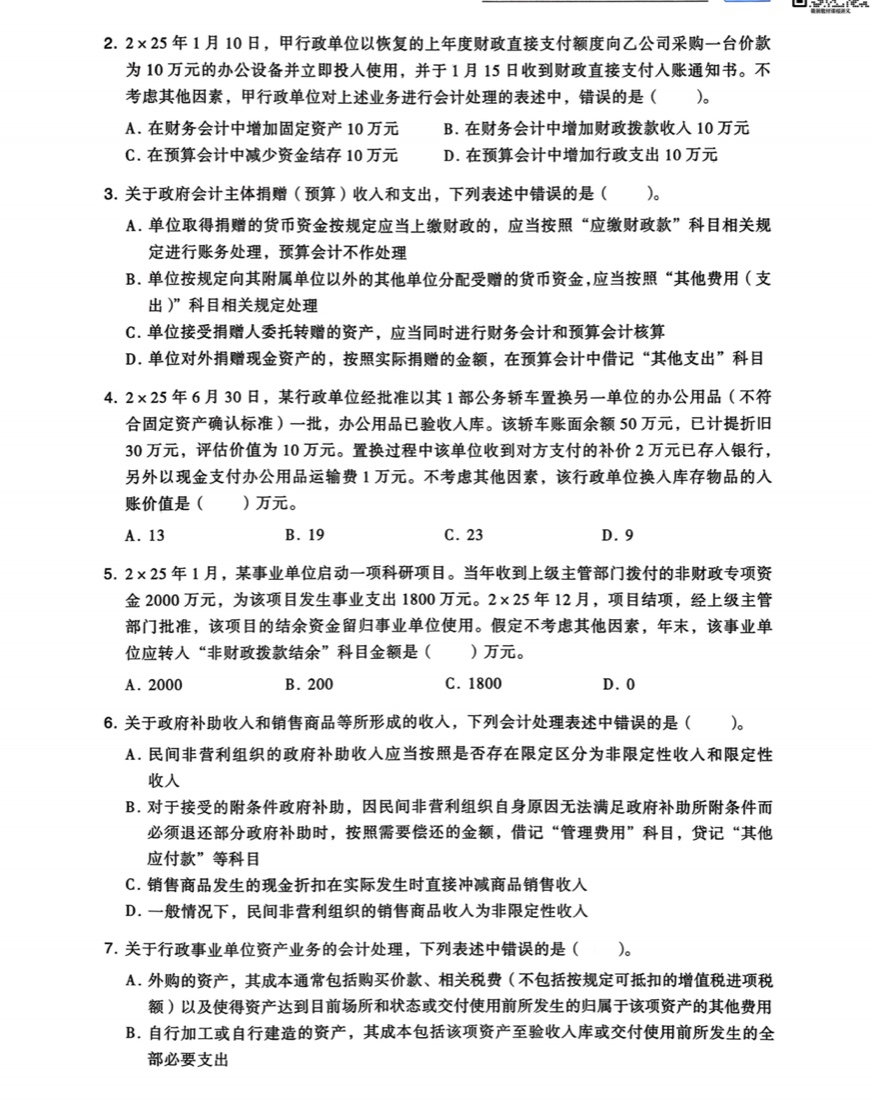 2. 2×25年1月10日，甲行政单位以恢复的上年度财政直接支付额度向乙公司采购一台价款
为10万元的办公设备并立即投入使用，并于1月15日收到财政直接支付入账通知书。不
考虑其他因素，甲行政单位对上述业务进行会计处理的表述中，错误的是（　　）。
A. 在财务会计中增加固定资产10万元　　B. 在财务会计中增加财政拨款收入10万元
C. 在预算会计中减少资金结存10万元　　D. 在预算会计中增加行政支出10万元
3. 关于政府会计主体捐赠（预算）收入和支出，下列表述中错误的是（　　）。
A. 单位取得捐赠的货币资金按规定应当上缴财政的，应当按照“应缴财政款”科目相关规
定进行账务处理，预算会计不作处理
B. 单位按规定向其附属单位以外的其他单位分配受赠的货币资金，应当按照“其他费用（支
出）”科目相关规定处理
C. 单位接受捐赠人委托转赠的资产，应当同时进行财务会计和预算会计核算
D. 单位对外捐赠现金资产的，按照实际捐赠的金额，在预算会计中借记“其他支出”科目
4. 2×25年6月30日，某行政单位经批准以其1部公务轿车置换另一单位的办公用品（不符
合固定资产确认标准）一批，办公用品已验收入库。该轿车账面余额50万元，已计提折旧
30万元，评估价值为10万元。置换过程中该单位收到对方支付的补价2万元已存入银行，
另外以现金支付办公用品运输费1万元。不考虑其他因素，该行政单位换入库存物品的入
账价值是（　　）万元。
A. 13　　B. 19　　C. 23　　D. 9
5. 2×25年1月，某事业单位启动一项科研项目。当年收到上级主管部门拨付的非财政专项资
金2000万元，为该项目发生事业支出1800万元。2×25年12月，项目结项，经上级主管
部门批准，该项目的结余资金留归事业单位使用。假定不考虑其他因素，年末，该事业单
位应转入“非财政拨款结余”科目金额是（　　）万元。
A. 2000　　B. 200　　C. 1800　　D. 0
6. 关于政府补助收入和销售商品等所形成的收入，下列会计处理表述中错误的是（　　）。
A. 民间非营利组织的政府补助收入应当按照是否存在限定区分为非限定性收入和限定性
收入
B. 对于接受的附条件政府补助，因民间非营利组织自身原因无法满足政府补助所附条件而
必须退还部分政府补助时，按照需要偿还的金额，借记“管理费用”科目，贷记“其他
应付款”等科目
C. 销售商品发生的现金折扣在实际发生时直接冲减商品销售收入
D. 一般情况下，民间非营利组织的销售商品收入为非限定性收入
7. 关于行政事业单位资产业务的会计处理，下列表述中错误的是（　　）。
A. 外购的资产，其成本通常包括购买价款、相关税费（不包括按规定可抵扣的增值税进项税
额）以及使得资产达到目前场所和状态或交付使用前所发生的归属于该项资产的其他费用
B. 自行加工或自行建造的资产，其成本包括该项资产至验收入库或交付使用前所发生的全
部必要支出